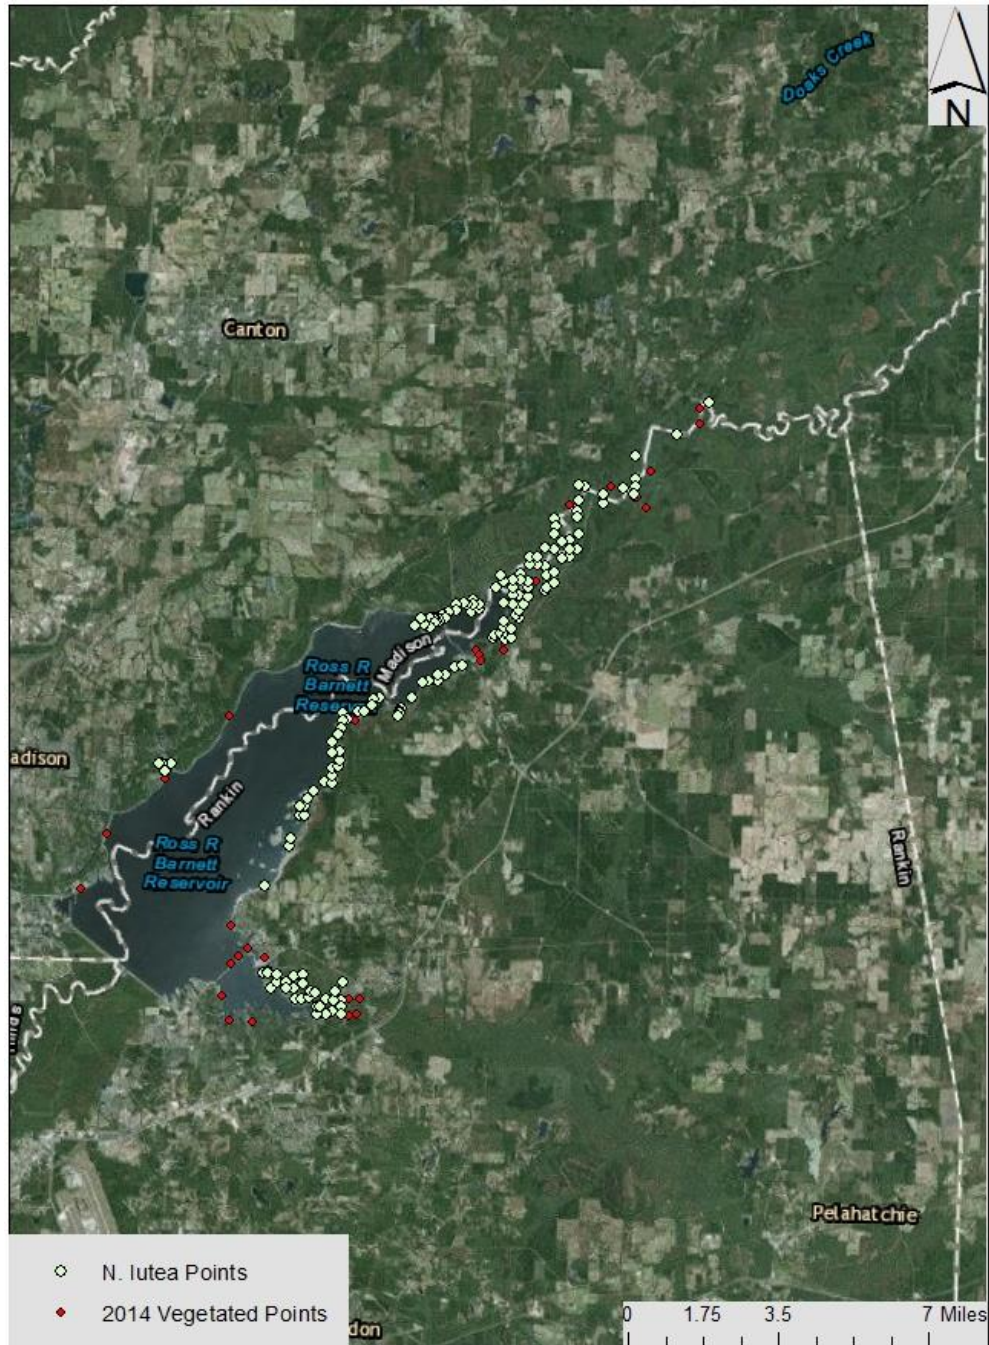 Doaks Creek
N
Canton
Madison
Ross R
Barnett
Reservoir
adison
Rankin
Ross R
Barnett
Reservoir
Rankin
Pelahatchie
N. lutea Points
2014 Vegetated Points
don
0 1.75 3.5 7 Miles